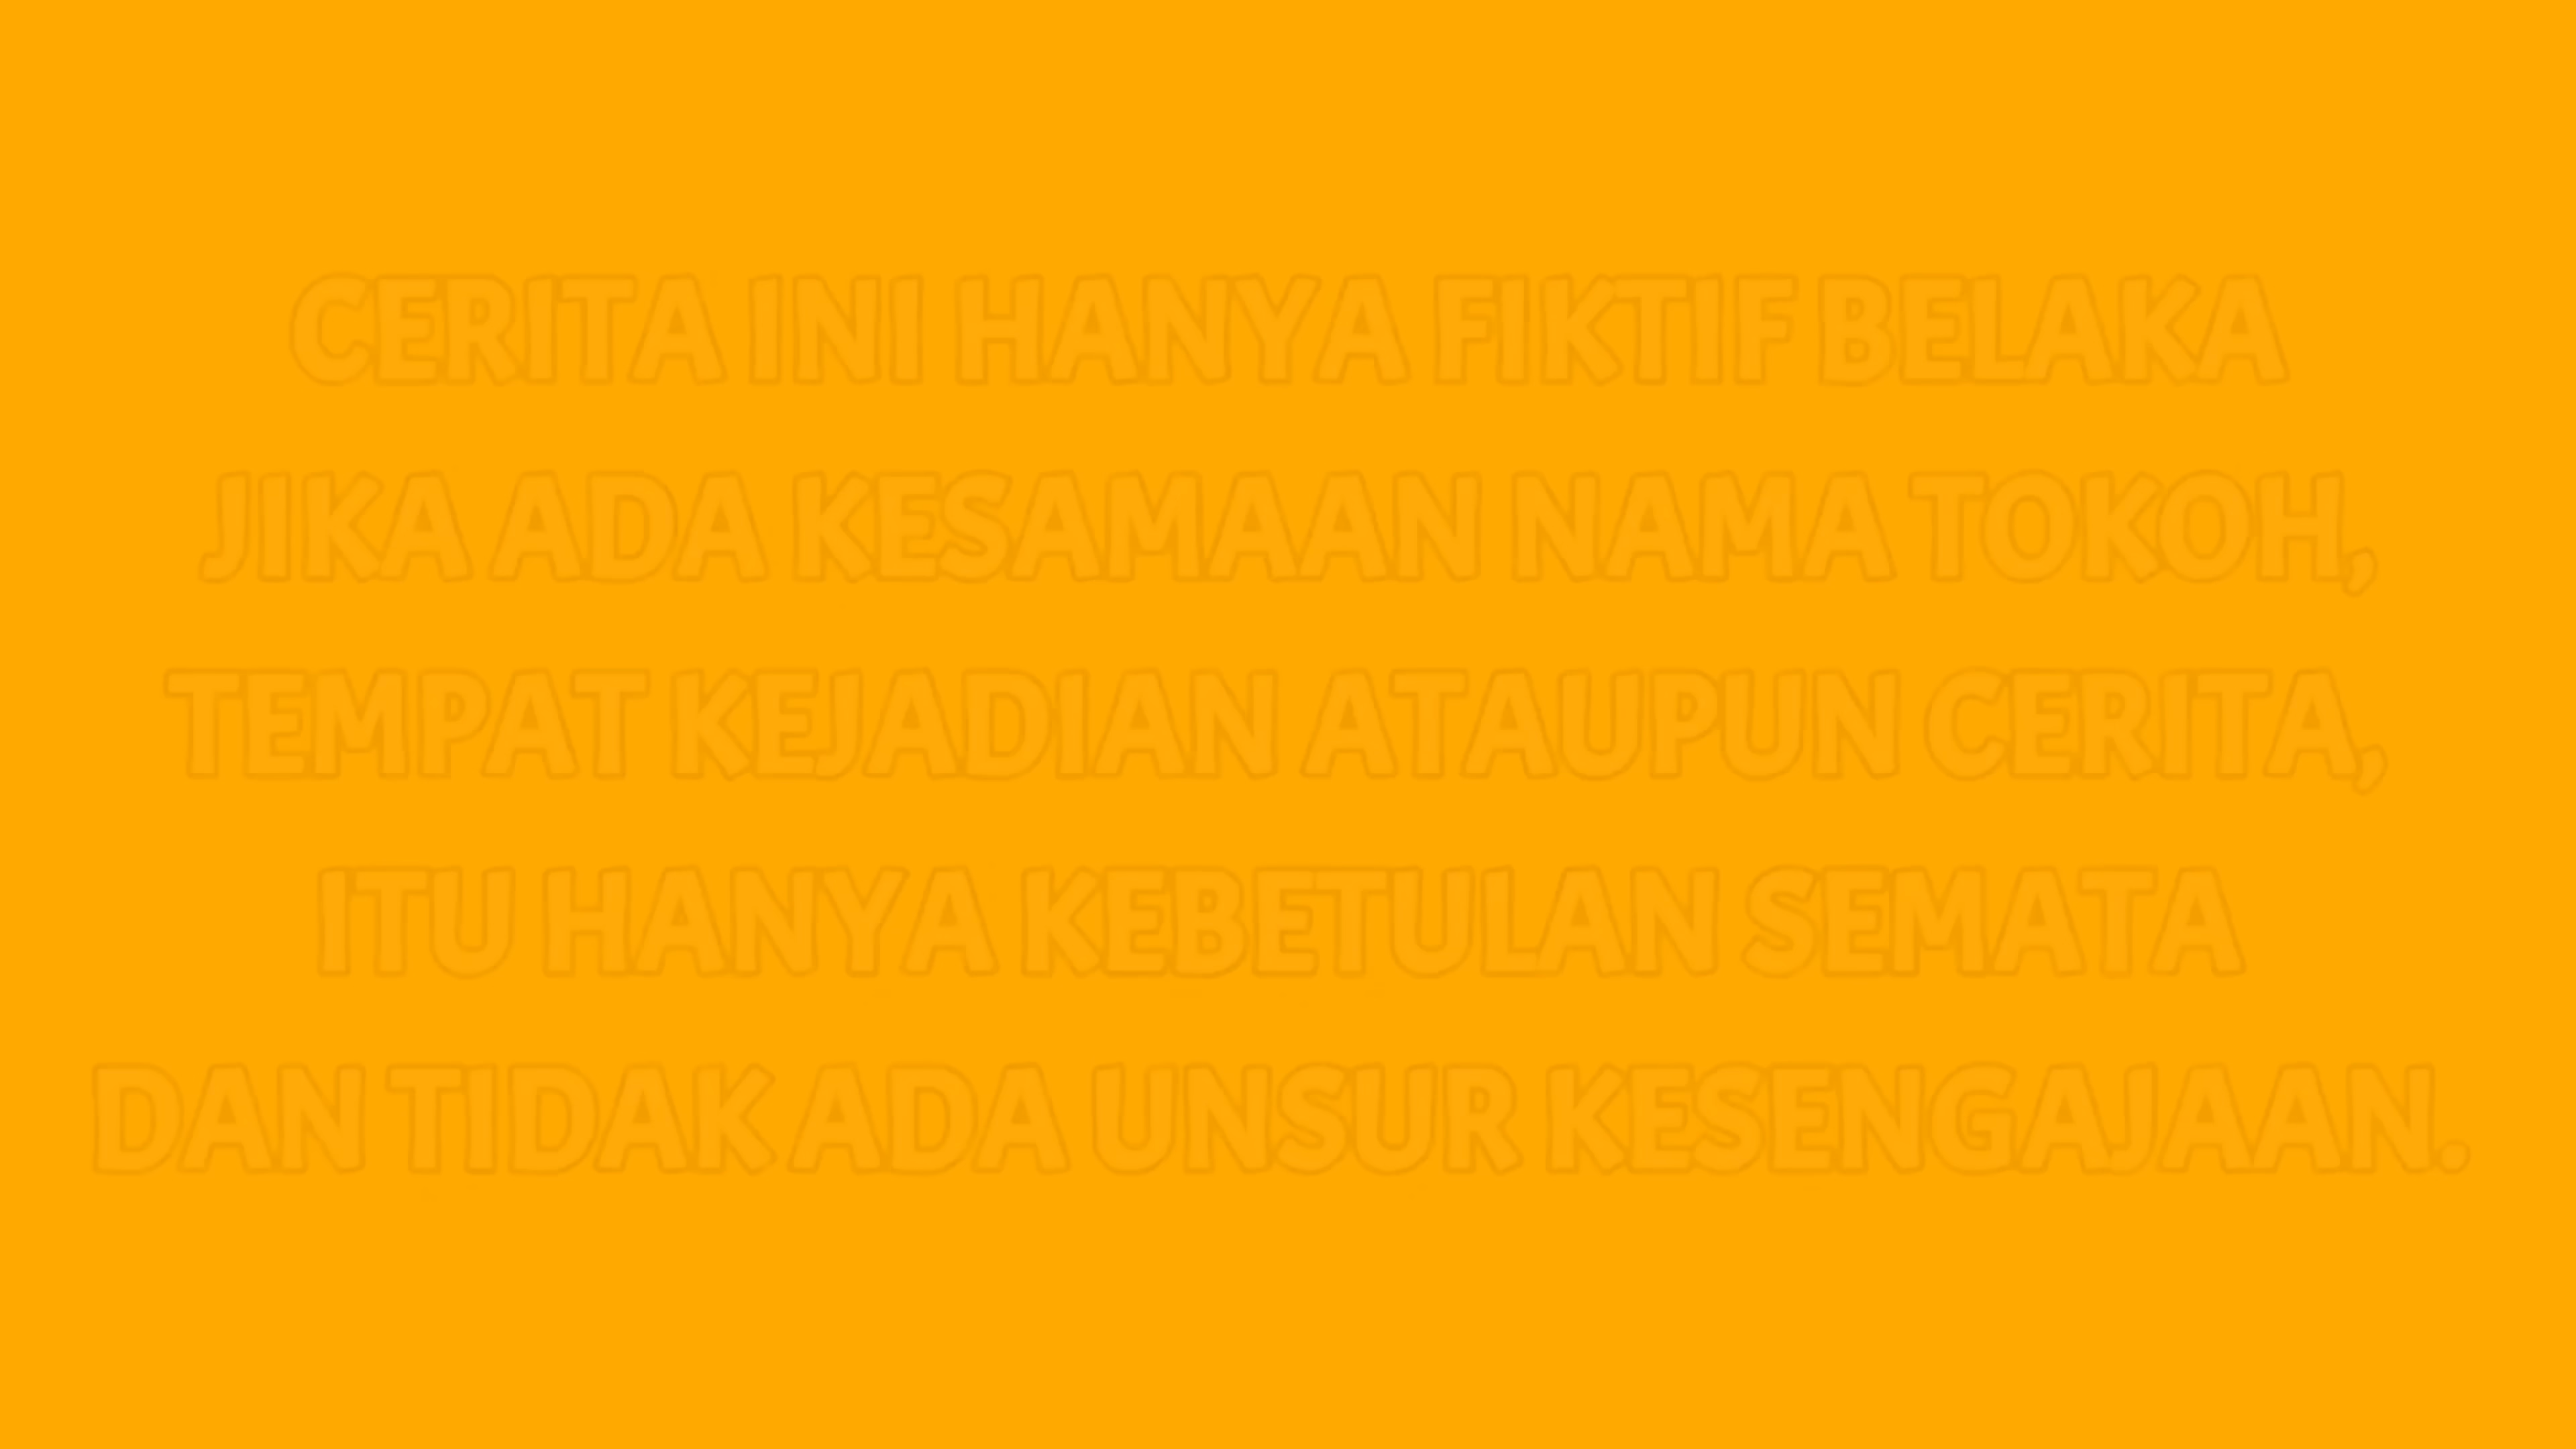 CERITA INI HANYA FIKTIF BELAKA
JIKA ADA KESAMAAN NAMA TOKOH,
TEMPAT KEJADIAN ATAUPUN CERITA,
ITU HANYA KEBETULAN SEMATA
DAN TIDAK ADA UNSUR KESENGAJAAN.